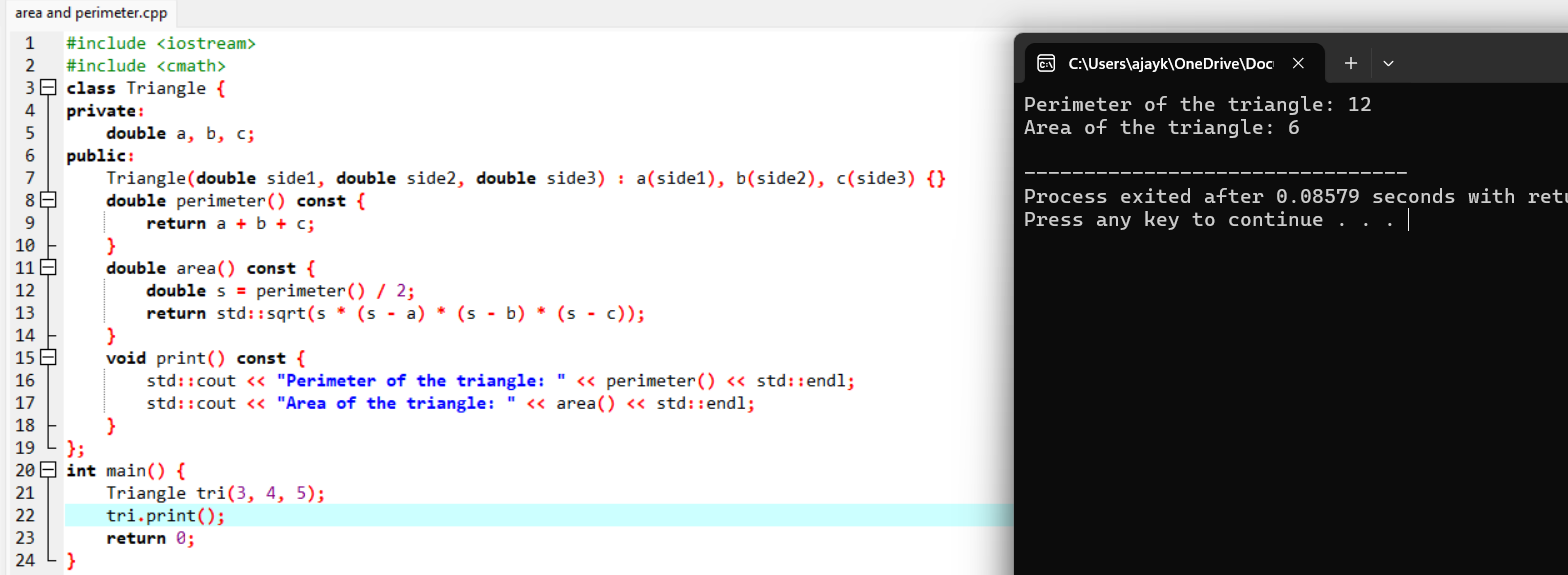 area and perimeter.cpp
1 #include <iostream>
2 #include <cmath>
3 class Triangle {
4 private:
5     double a, b, c;
6 public:
7     Triangle(double side1, double side2, double side3) : a(side1), b(side2), c(side3) {}
8     double perimeter() const {
9         return a + b + c;
10     }
11     double area() const {
12         double s = perimeter() / 2;
13         return std::sqrt(s * (s - a) * (s - b) * (s - c));
14     }
15     void print() const {
16         std::cout << "Perimeter of the triangle: " << perimeter() << std::endl;
17         std::cout << "Area of the triangle: " << area() << std::endl;
18     }
19 };
20 int main() {
21     Triangle tri(3, 4, 5);
22     tri.print();
23     return 0;
24 }
C:\Users\ajayk\OneDrive\Doc
Perimeter of the triangle: 12
Area of the triangle: 6
--------------------------------
Process exited after 0.08579 seconds with
Press any key to continue . . .